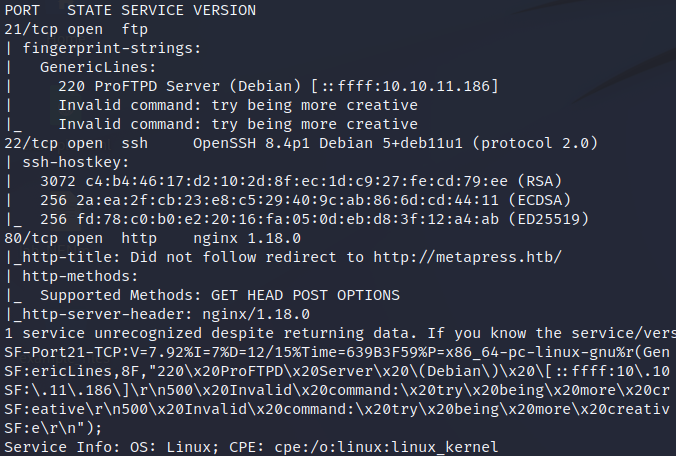 PORT   STATE SERVICE VERSION
21/tcp open  ftp
| fingerprint-strings:
|   GenericLines:
|     220 ProFTPD Server (Debian) [::ffff:10.10.11.186]
|     Invalid command: try being more creative
|_    Invalid command: try being more creative
22/tcp open  ssh     OpenSSH 8.4p1 Debian 5+deb11u1 (protocol 2.0)
| ssh-hostkey:
|   3072 c4:b4:46:17:d2:10:2d:8f:ec:1d:c9:27:fe:cd:79:ee (RSA)
|   256 2a:ea:2f:cb:23:e8:c5:29:40:9c:ab:86:6d:cd:44:11 (ECDSA)
|_  256 fd:78:c0:b0:e2:20:16:fa:05:0d:eb:d8:3f:12:a4:ab (ED25519)
80/tcp open  http    nginx 1.18.0
|_http-title: Did not follow redirect to http://metapress.htb/
| http-methods:
|_  Supported Methods: GET HEAD POST OPTIONS
|_http-server-header: nginx/1.18.0
1 service unrecognized despite returning data. If you know the service/vers
SF-Port21-TCP:V=7.92%I=7%D=12/15%Time=639B3F59%P=x86_64-pc-linux-gnu%r(Gen
SF:ericLines,8F,"220\x20ProFTPD\x20Server\x20\(Debian\)\x20\[::ffff:10\.10
SF:\.11\.186\]\r\n500\x20Invalid\x20command:\x20try\x20being\x20more\x20cr
SF:eative\r\n500\x20Invalid\x20command:\x20try\x20being\x20more\x20creativ
SF:e\r\n");
Service Info: OS: Linux; CPE: cpe:/o:linux:linux_kernel